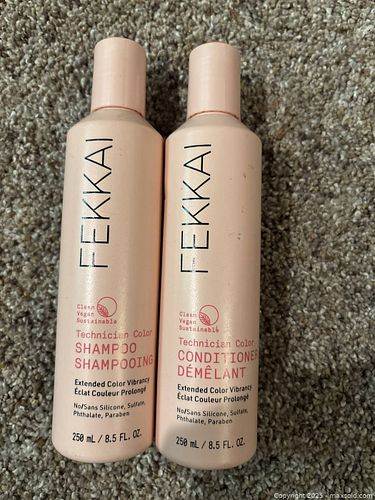 FEKKAI
Clean
Vegan
Sustainable
Technician Color
SHAMPOO
SHAMPOOING
Extended Color Vibrancy
Éclat Couleur Prolongé
No/Sans Silicone, Sulfate,
Phthalate, Paraben
250 mL / 8.5 FL. OZ.
FEKKAI
Clean
Vegan
Sustainable
Technician Color
CONDITIONER
DÉMÊLANT
Extended Color Vibrancy
Éclat Couleur Prolongé
No/Sans Silicone, Sulfate,
Phthalate, Paraben
250 mL / 8.5 FL. OZ.
Copyright © 2025 - maxsold.com